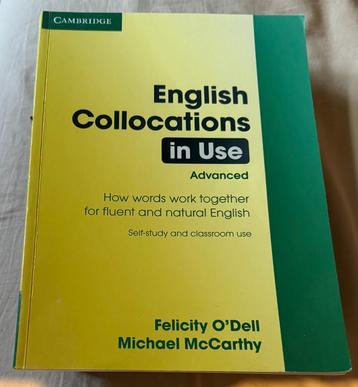 CAMBRIDGE
English
Collocations
in Use
Advanced
How words work together
for fluent and natural English
Self-study and classroom use
Felicity O'Dell
Michael McCarthy